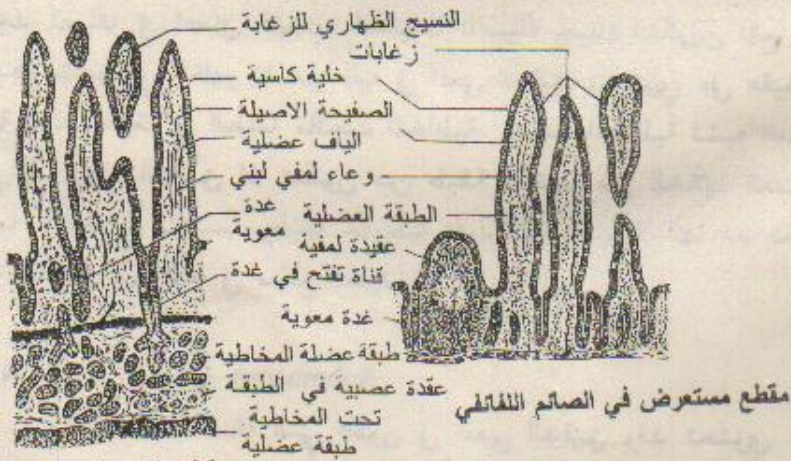 النسيج الظهاري للزغابة
زغابات
خلية كاسية
الصفيحة الاصيلة
الياف عضلية
وعاء لمفي لبني
الطبقة العضلية
غدة
معوية
عقيدة لمفية
قناة تفتح في غدة
غدة معوية
طبقة عضلة المخاطية
عقدة عصبية في الطبقة
تحت المخاطية
طبقة عضلية
مقطع مستعرض في الصائم اللفائفي